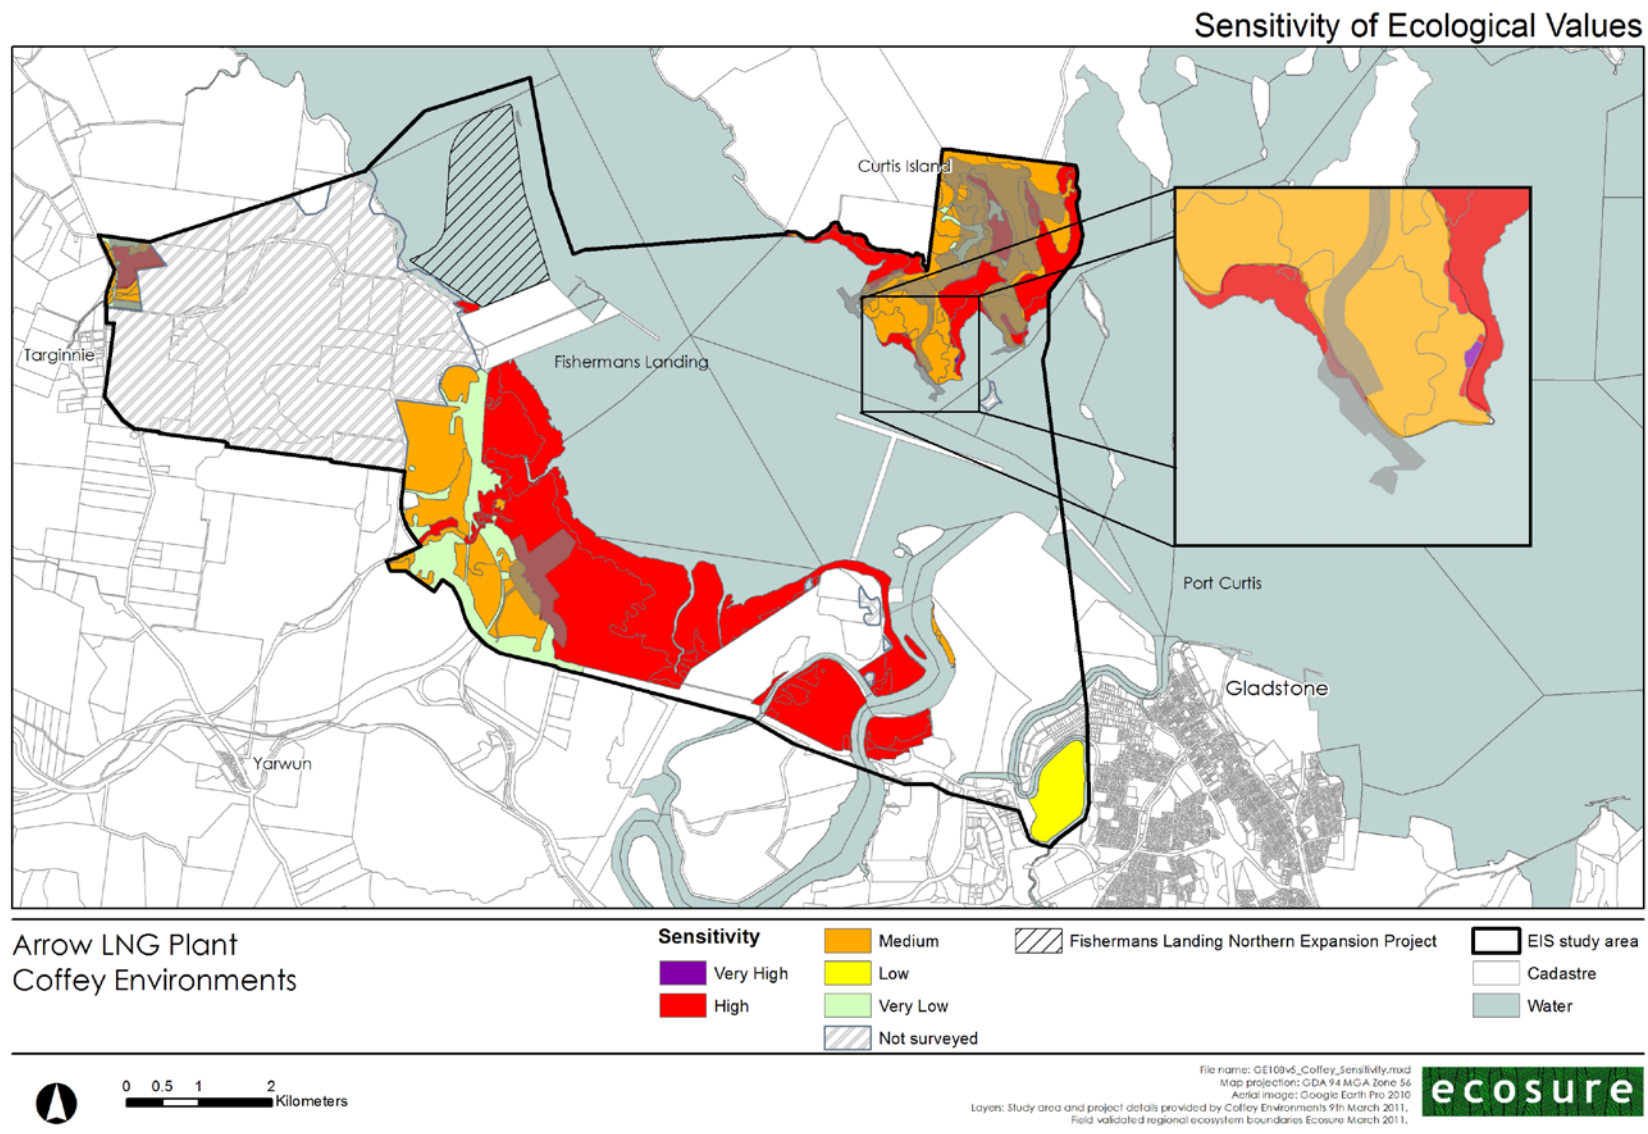 Sensitivity of Ecological Values
Curtis Island
Targinnie
Fishermans Landing
Port Curtis
Gladstone
Yarwun
Arrow LNG Plant
Coffey Environments
Sensitivity
Very High
High
Medium
Low
Very Low
Not surveyed
Fishermans Landing Northern Expansion Project
EIS study area
Cadastre
Water
0 0.5 1 2
Kilometers
File name: GE108v5_Coffey_Sensitivity.mxd
Map projection: GDA 94 MGA Zone 56
Aerial image: Google Earth Pro 2010
Layers: Study area and project details provided by Coffey Environments 9th March 2011,
Field validated regional ecosystem boundaries Ecosure March 2011.
ecosure